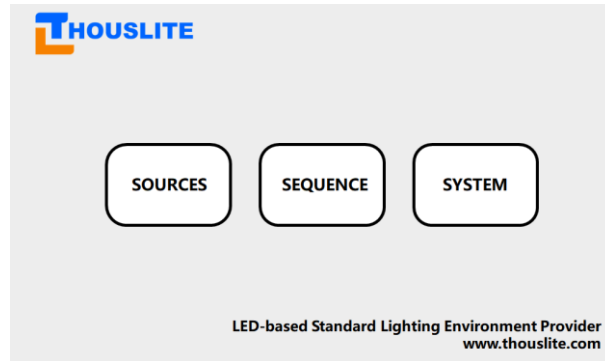 THOUSLITE
SOURCES SEQUENCE SYSTEM
LED-based Standard Lighting Environment Provider
www.thouslite.com